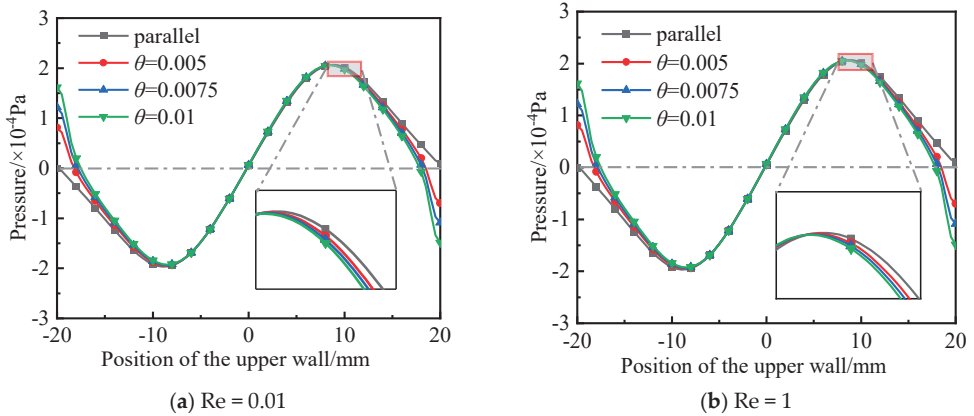 3
2
1
0
-1
-2
-3
Pressure/×10⁻⁴Pa
parallel
θ=0.005
θ=0.0075
θ=0.01
-20 -10 0 10 20
Position of the upper wall/mm
(a) Re = 0.01
3
2
1
0
-1
-2
-3
Pressure/×10⁻⁴Pa
parallel
θ=0.005
θ=0.0075
θ=0.01
-20 -10 0 10 20
Position of the upper wall/mm
(b) Re = 1